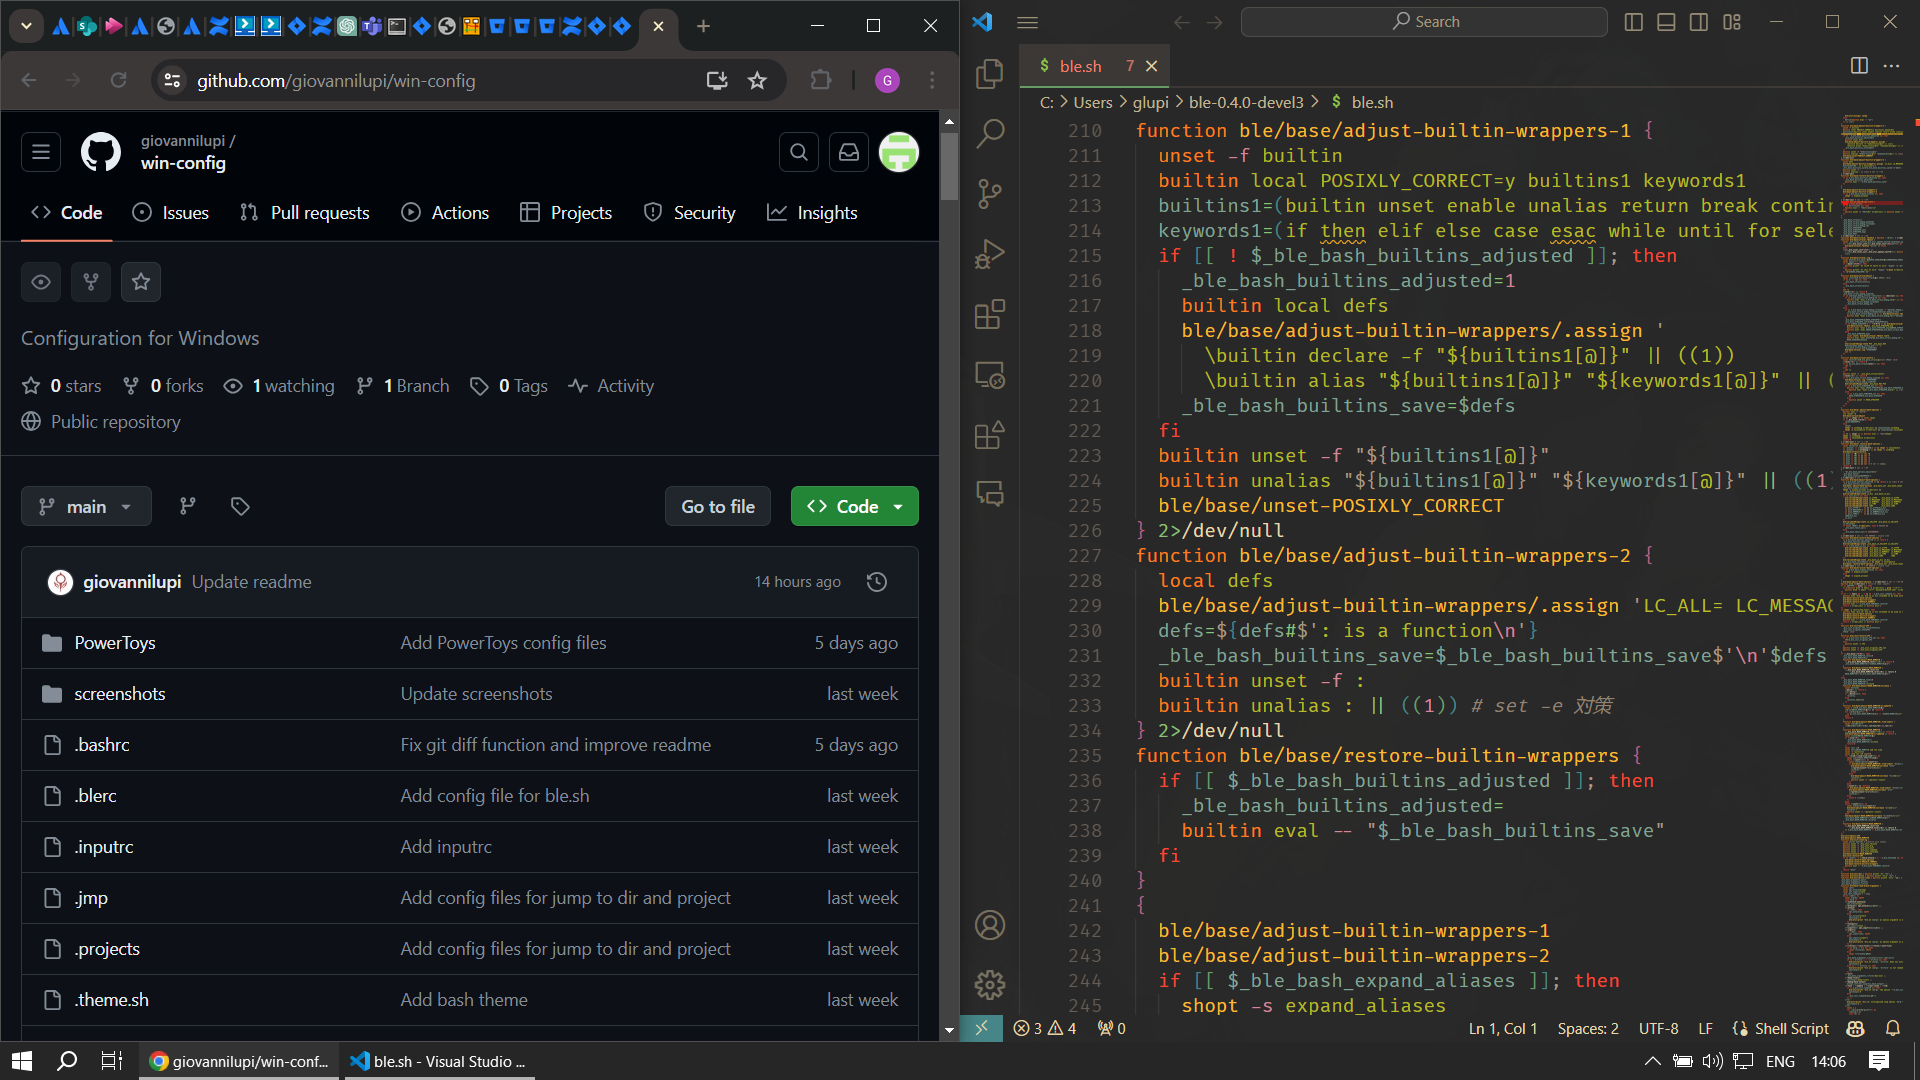 github.com/giovannilupi/win-config
G
giovannilupi /
win-config
Code
Issues
Pull requests
Actions
Projects
Security
Insights
Configuration for Windows
0 stars
0 forks
1 watching
1 Branch
0 Tags
Activity
Public repository
main
Go to file
Code
giovannilupi Update readme
14 hours ago
PowerToys Add PowerToys config files 5 days ago
screenshots Update screenshots last week
.bashrc Fix git diff function and improve readme 5 days ago
.blerc Add config file for ble.sh last week
.inputrc Add inputrc last week
.jmp Add config files for jump to dir and project last week
.projects Add config files for jump to dir and project last week
.theme.sh Add bash theme last week
Search
$ ble.sh 7
C: > Users > glupi > ble-0.4.0-devel3 > $ ble.sh
210 function ble/base/adjust-builtin-wrappers-1 {
211 unset -f builtin
212 builtin local POSIXLY_CORRECT=y builtins1 keywords1
213 builtins1=(builtin unset enable unalias return break contin
214 keywords1=(if then elif else case esac while until for sele
215 if [[ ! $_ble_bash_builtins_adjusted ]]; then
216 _ble_bash_builtins_adjusted=1
217 builtin local defs
218 ble/base/adjust-builtin-wrappers/.assign '
219 \builtin declare -f "${builtins1[@]}" || ((1))
220 \builtin alias "${builtins1[@]}" "${keywords1[@]}" || (
221 _ble_bash_builtins_save=$defs
222 fi
223 builtin unset -f "${builtins1[@]}"
224 builtin unalias "${builtins1[@]}" "${keywords1[@]}" || ((1)
225 ble/base/unset-POSIXLY_CORRECT
226 } 2>/dev/null
227 function ble/base/adjust-builtin-wrappers-2 {
228 local defs
229 ble/base/adjust-builtin-wrappers/.assign 'LC_ALL= LC_MESSAG
230 defs=${defs#$': is a function\n'}
231 _ble_bash_builtins_save=$_ble_bash_builtins_save$'\n'$defs
232 builtin unset -f :
233 builtin unalias : || ((1)) # set -e 対策
234 } 2>/dev/null
235 function ble/base/restore-builtin-wrappers {
236 if [[ $_ble_bash_builtins_adjusted ]]; then
237 _ble_bash_builtins_adjusted=
238 builtin eval -- "$_ble_bash_builtins_save"
239 fi
240 }
241 {
242 ble/base/adjust-builtin-wrappers-1
243 ble/base/adjust-builtin-wrappers-2
244 if [[ $_ble_bash_expand_aliases ]]; then
245 shopt -s expand_aliases
3 4 0
Ln 1, Col 1 Spaces: 2 UTF-8 LF Shell Script
giovannilupi/win-conf...
ble.sh - Visual Studio ...
ENG 14:06